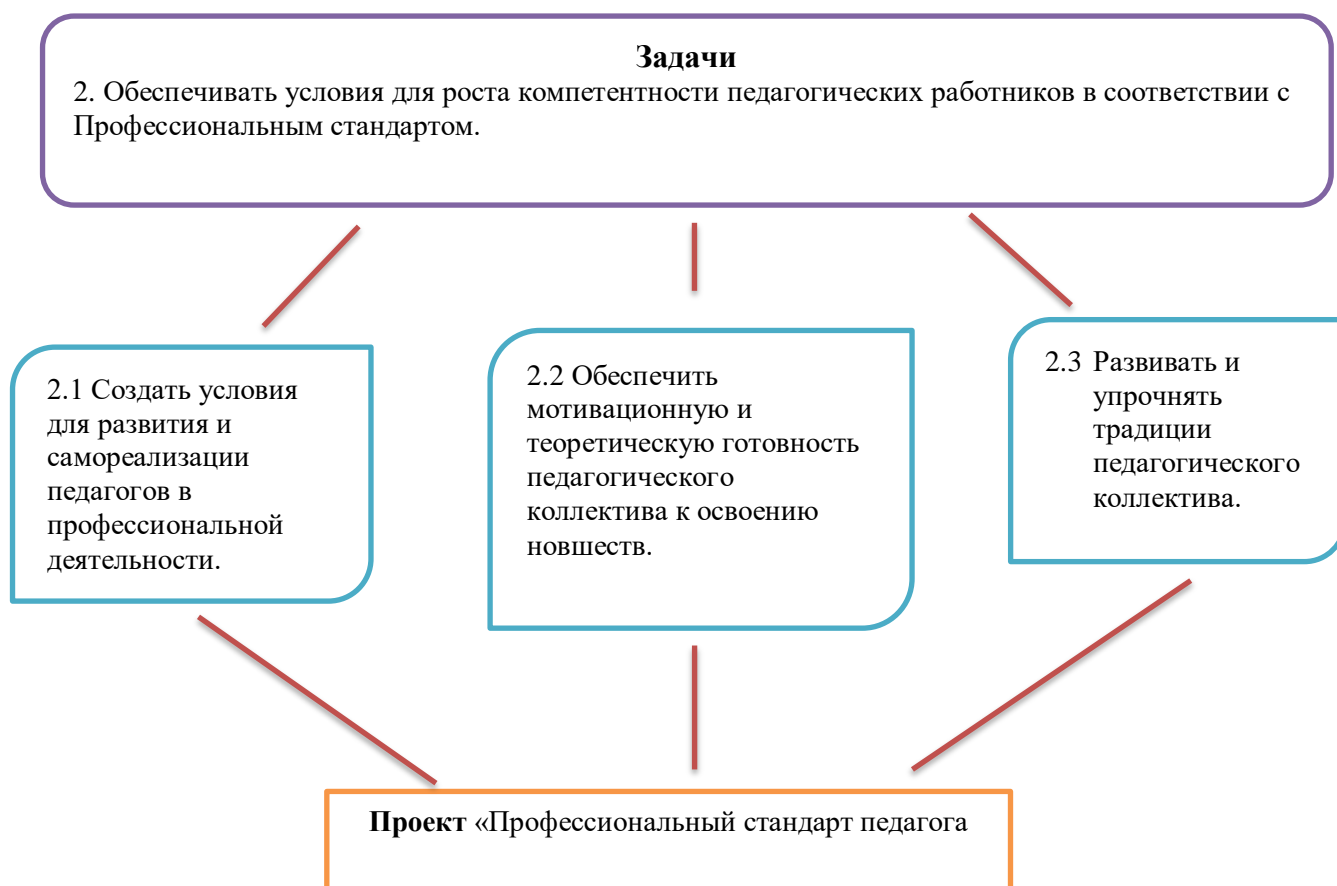 Задачи
2. Обеспечивать условия для роста компетентности педагогических работников в соответствии с
Профессиональным стандартом.
2.1 Создать условия
для развития и
самореализации
педагогов в
профессиональной
деятельности.
2.2 Обеспечить
мотивационную и
теоретическую готовность
педагогического
коллектива к освоению
новшеств.
2.3 Развивать и
упрочнять
традиции
педагогического
коллектива.
Проект «Профессиональный стандарт педагога